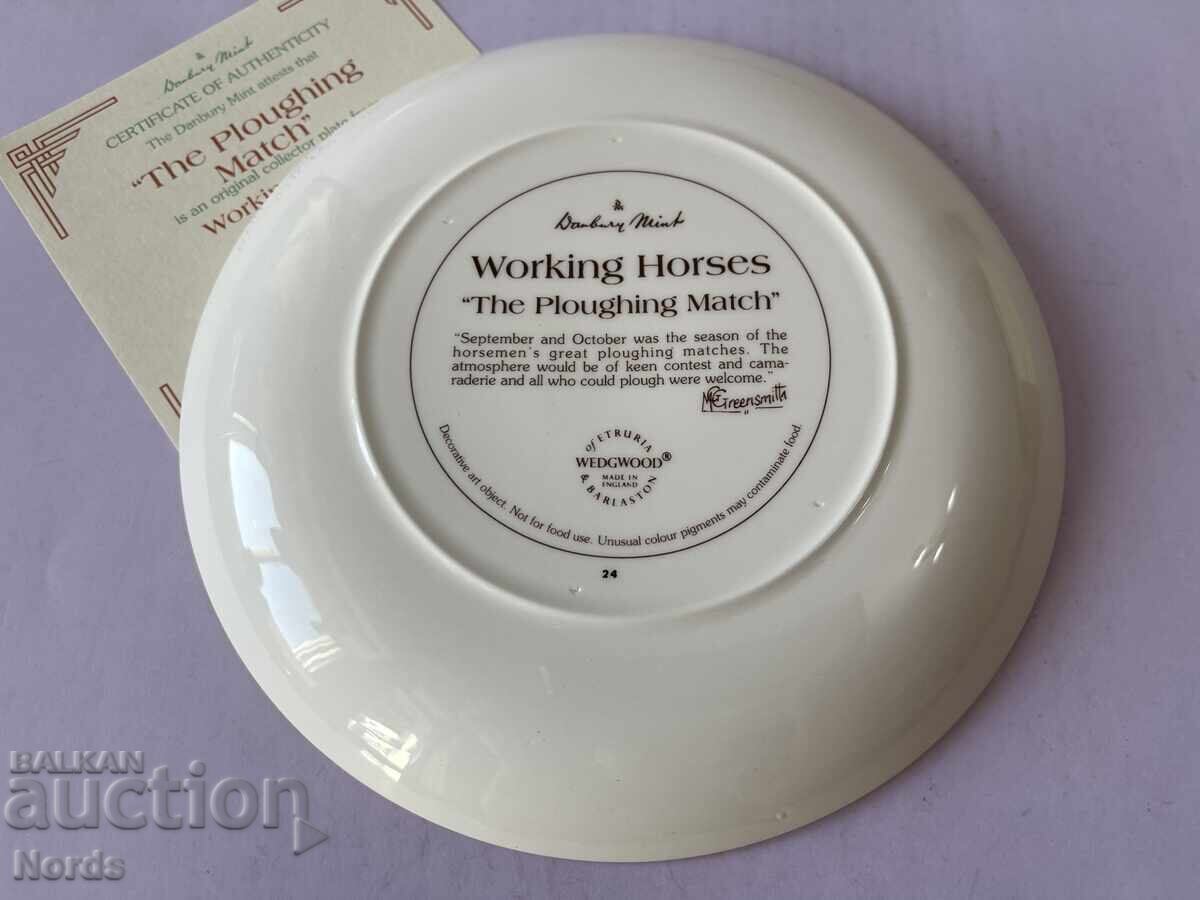 Danbury Mint
CERTIFICATE OF AUTHENTICITY
The Danbury Mint attests that
"The Ploughing
Match"
is an original collector plate
Working
The Danbury Mint
Working Horses
"The Ploughing Match"
"September and October was the season of the
horsemen's great ploughing matches. The
atmosphere would be of keen contest and cama-
raderie and all who could plough were welcome."
Greensmith
of ETRURIA
WEDGWOOD®
MADE IN
ENGLAND
& BARLASTON
Decorative art object. Not for food use. Unusual colour pigments may contaminate food.
24
BALKAN
auction
Nords